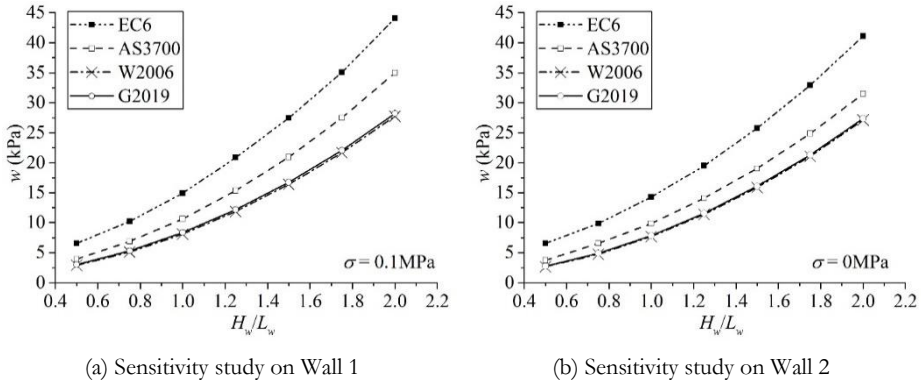 45
40
35
30
25
20
15
10
5
0
w (kPa)
EC6
AS3700
W2006
G2019
σ = 0.1MPa
0.4 0.6 0.8 1.0 1.2 1.4 1.6 1.8 2.0 2.2
H_w/L_w
(a) Sensitivity study on Wall 1
45
40
35
30
25
20
15
10
5
0
w (kPa)
EC6
AS3700
W2006
G2019
σ = 0MPa
0.4 0.6 0.8 1.0 1.2 1.4 1.6 1.8 2.0 2.2
H_w/L_w
(b) Sensitivity study on Wall 2